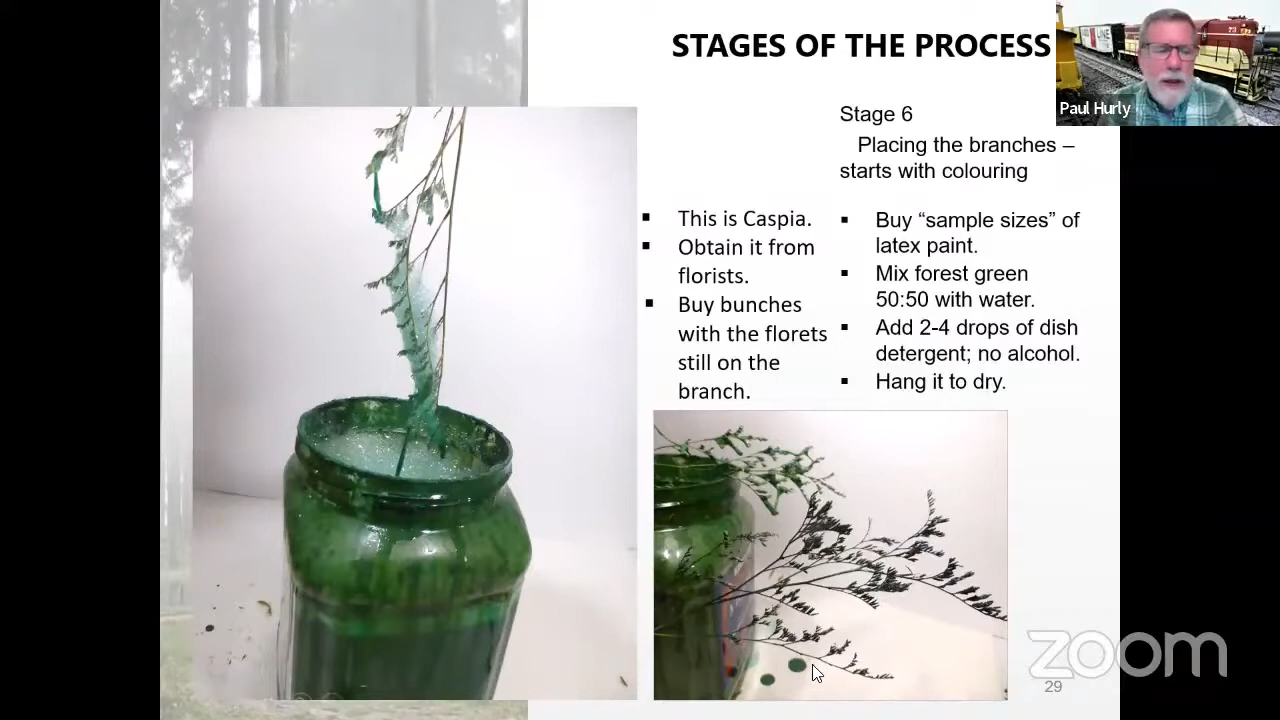 STAGES OF THE PROCESS
LINE
73
Paul Hurly
Stage 6
Placing the branches –
starts with colouring
▪ This is Caspia.
▪ Obtain it from
florists.
▪ Buy bunches
with the florets
still on the
branch.
▪ Buy “sample sizes” of
latex paint.
▪ Mix forest green
50:50 with water.
▪ Add 2-4 drops of dish
detergent; no alcohol.
▪ Hang it to dry.
zoom
29